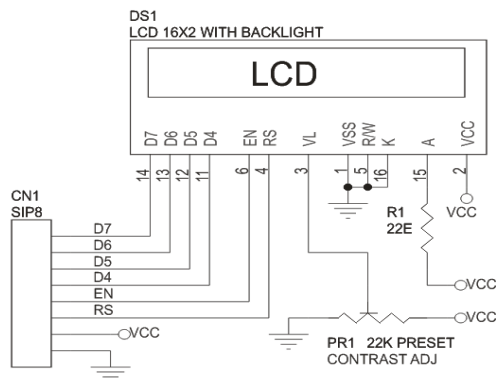 DS1
LCD 16X2 WITH BACKLIGHT
LCD
D7 D6 D5 D4 EN RS VL VSS R/W K A VCC
14 13 12 11 6 4 3 1 5 16 15 2
CN1
SIP8
R1
22E
VCC
D7
D6
D5
D4
EN
RS
VCC
VCC
VCC
PR1 22K PRESET
CONTRAST ADJ